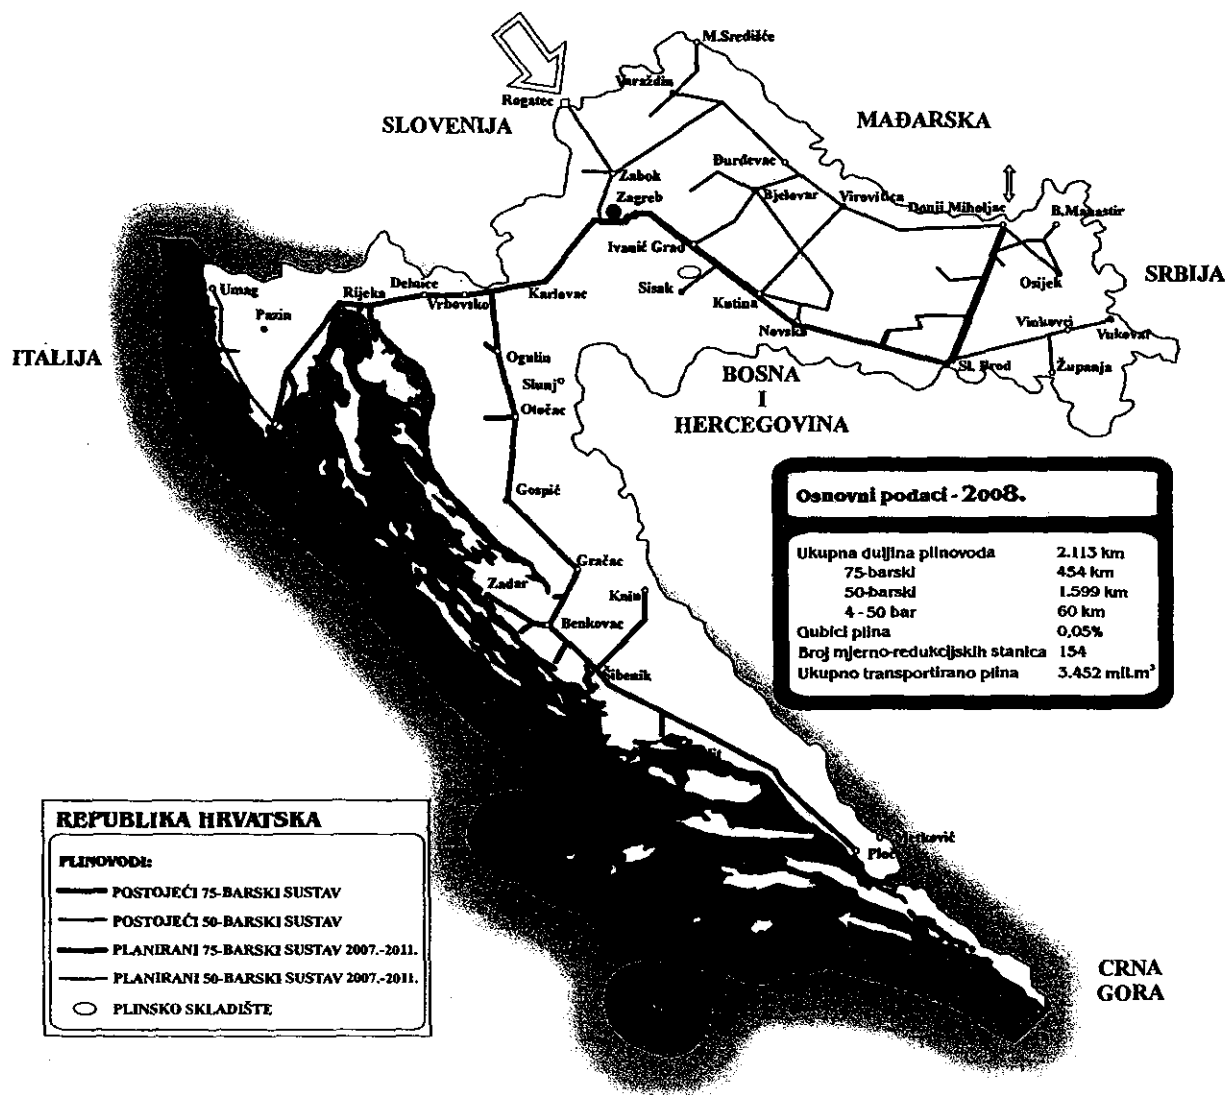 M.Središće
Varaždin
Rogatec
SLOVENIJA
MAĐARSKA
Zabok
Đurđevac
Zagreb
Bjelovar
Virovitica
Donji Miholjac
B.Manastir
Ivanić Grad
Sisak
Kutina
Novska
Osijek
SRBIJA
Umag
Pazin
Rijeka
Delnice
Vrbovsko
Karlovac
Vinkovci
Vukovar
ITALIJA
Ogulin
Slunj
Otočac
Sl. Brod
Županja
BOSNA
I
HERCEGOVINA
Gospić
Gračac
Zadar
Knin
Benkovac
Šibenik
Osnovni podaci - 2008.
Ukupna duljina plinovoda 2.113 km
75-barski 454 km
50-barski 1.599 km
4 - 50 bar 60 km
Gubici plina 0,05%
Broj mjerno-redukcijskih stanica 154
Ukupno transportirano plina 3.452 mil.m³
Metković
REPUBLIKA HRVATSKA
PLINOVODI:
POSTOJEĆI 75-BARSKI SUSTAV
POSTOJEĆI 50-BARSKI SUSTAV
PLANIRANI 75-BARSKI SUSTAV 2007.-2011.
PLANIRANI 50-BARSKI SUSTAV 2007.-2011.
PLINSKO SKLADIŠTE
CRNA
GORA